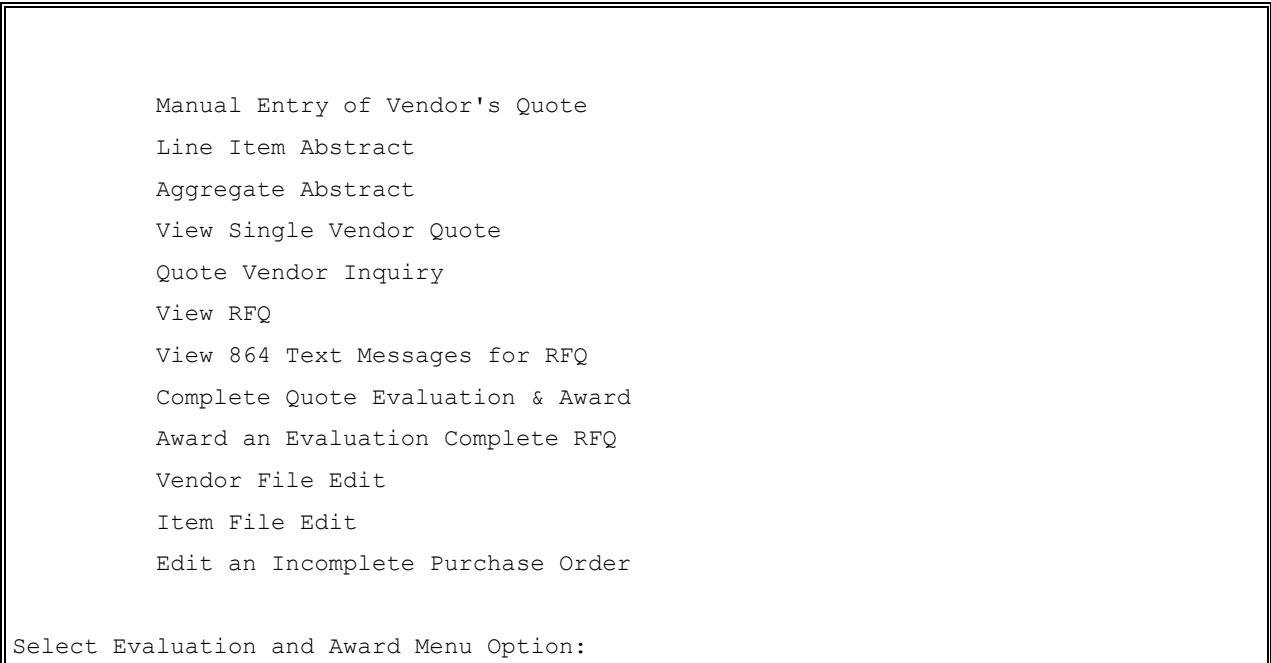 Manual Entry of Vendor's Quote
Line Item Abstract
Aggregate Abstract
View Single Vendor Quote
Quote Vendor Inquiry
View RFQ
View 864 Text Messages for RFQ
Complete Quote Evaluation & Award
Award an Evaluation Complete RFQ
Vendor File Edit
Item File Edit
Edit an Incomplete Purchase Order
Select Evaluation and Award Menu Option: